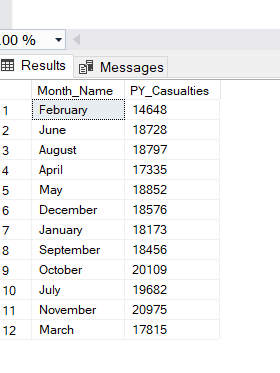 .00 %
Results Messages
Month_Name PY_Casualties
1 February 14648
2 June 18728
3 August 18797
4 April 17335
5 May 18852
6 December 18576
7 January 18173
8 September 18456
9 October 20109
10 July 19682
11 November 20975
12 March 17815